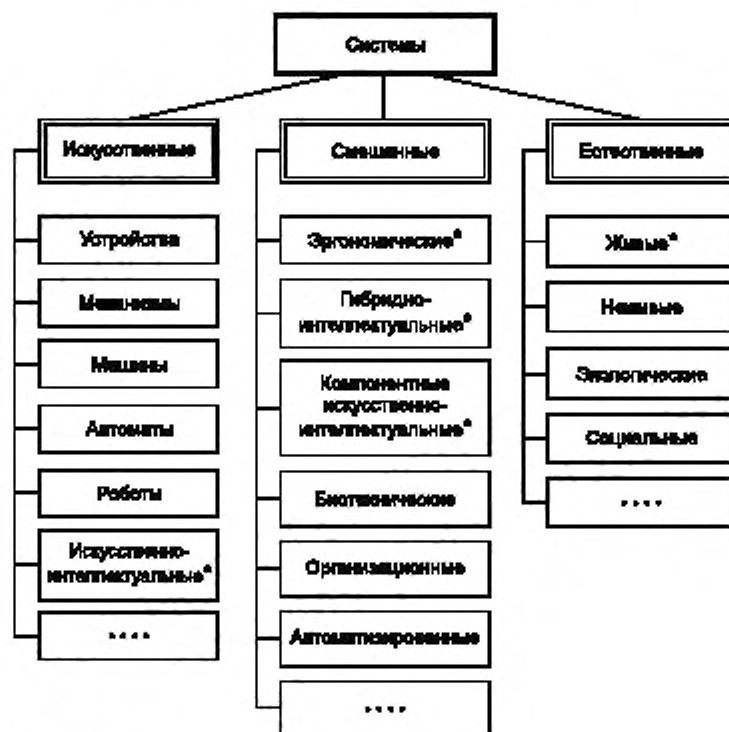 Системы
Искусственные
Устройства
Механизмы
Машины
Автоматы
Роботы
Искусственно-
интеллектуальные*
****
Смешанные
Эргономические*
Гибридно-
интеллектуальные*
Компонентные
искусственно-
интеллектуальные*
Биотехнические
Организационные
Автоматизированные
****
Естественные
Живые*
Неживые
Экологические
Социальные
****